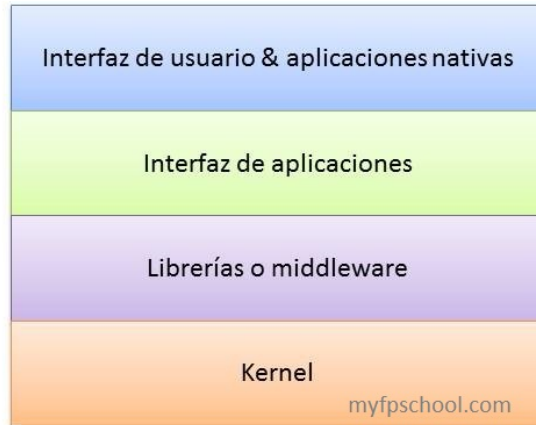 Interfaz de usuario & aplicaciones nativas
Interfaz de aplicaciones
Librerías o middleware
Kernel
myfpschool.com